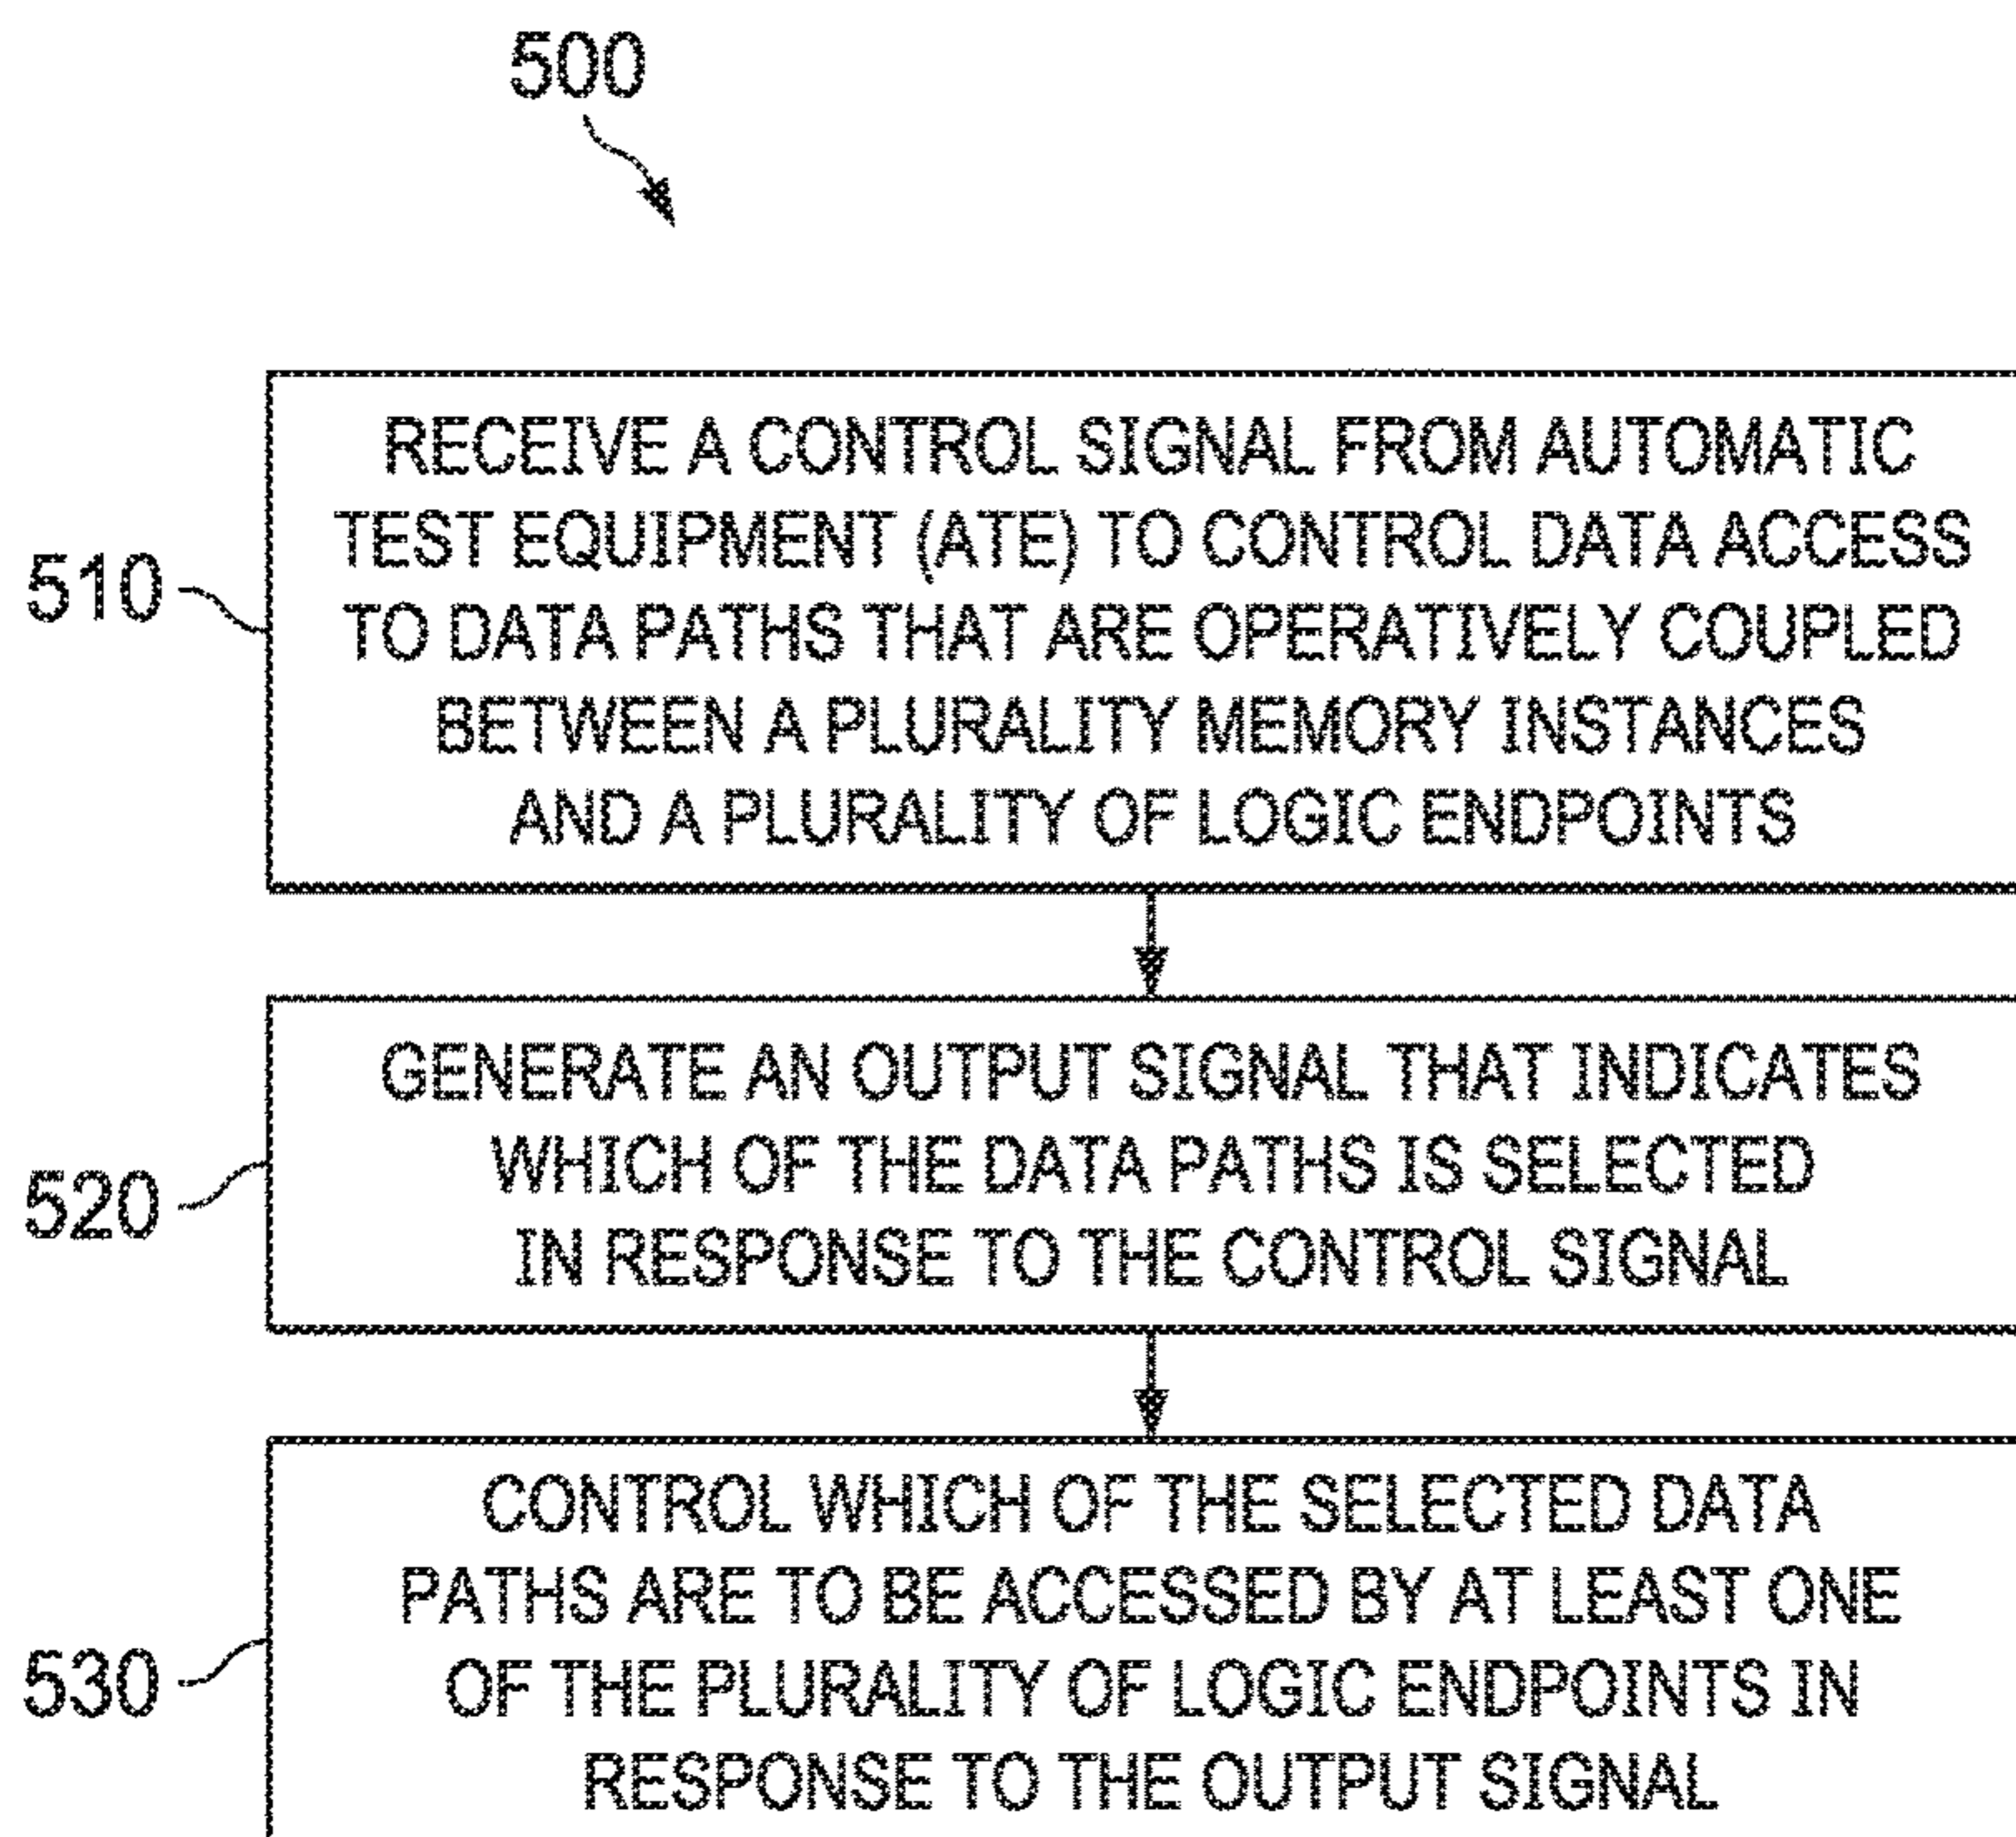 500
RECEIVE A CONTROL SIGNAL FROM AUTOMATIC
TEST EQUIPMENT (ATE) TO CONTROL DATA ACCESS
510
TO DATA PATHS THAT ARE OPERATIVELY COUPLED
BETWEEN A PLURALITY MEMORY INSTANCES
AND A PLURALITY OF LOGIC ENDPOINTS
GENERATE AN OUTPUT SIGNAL THAT INDICATES
WHICH OF THE DATA PATHS IS SELECTED
520
IN RESPONSE TO THE CONTROL SIGNAL
CONTROL WHICH OF THE SELECTED DATA
PATHS ARE TO BE ACCESSED BY AT LEAST ONE
530
OF THE PLURALITY OF LOGIC ENDPOINTS IN
RESPONSE TO THE OUTPUT SIGNAL